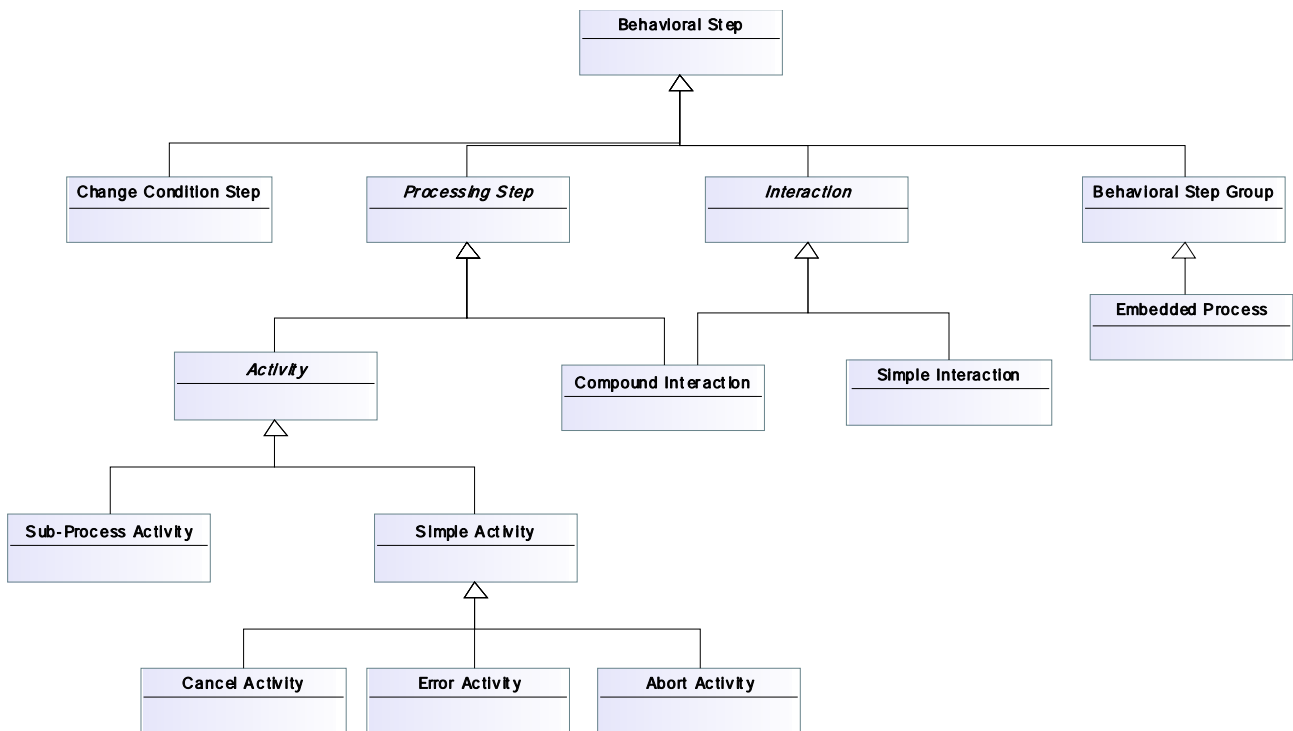 Behavioral Step
Change Condition Step
Processing Step
Interaction
Behavioral Step Group
Embedded Process
Activity
Compound Interaction
Simple Interaction
Sub-Process Activity
Simple Activity
Cancel Activity
Error Activity
Abort Activity